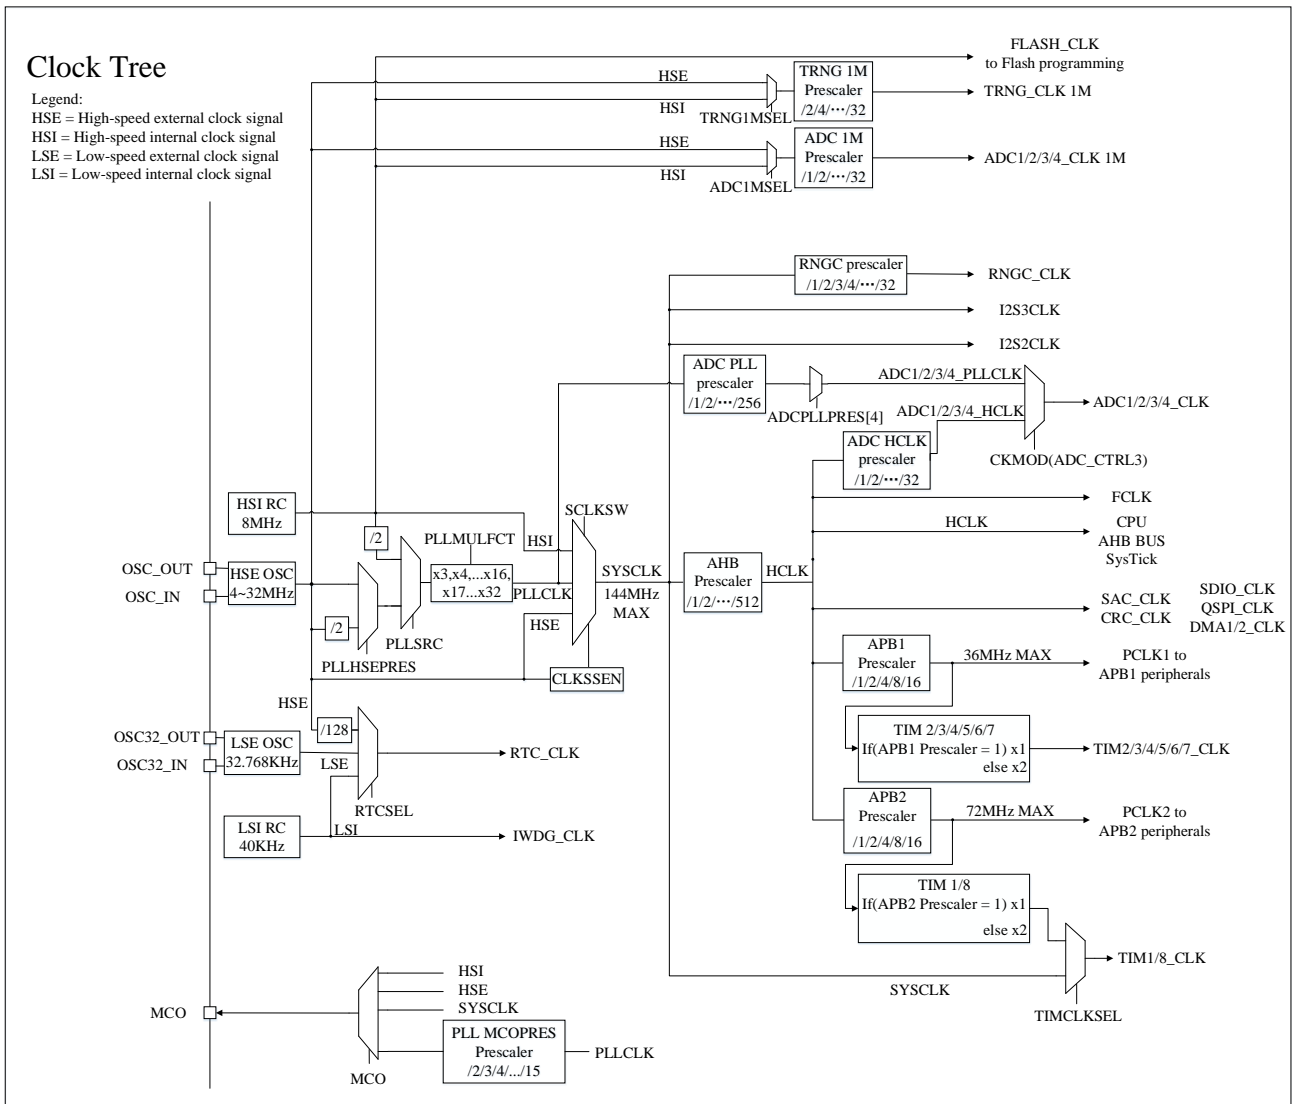 Clock Tree
Legend:
HSE = High-speed external clock signal
HSI = High-speed internal clock signal
LSE = Low-speed external clock signal
LSI = Low-speed internal clock signal
FLASH_CLK
to Flash programming
HSE
HSI
TRNG1MSEL
TRNG 1M
Prescaler
/2/4/···/32
TRNG_CLK 1M
HSE
HSI
ADC1MSEL
ADC 1M
Prescaler
/1/2/···/32
ADC1/2/3/4_CLK 1M
RNGC prescaler
/1/2/3/4/···/32
RNGC_CLK
I2S3CLK
I2S2CLK
ADC PLL
prescaler
/1/2/···/256
ADCPLLPRES[4]
ADC1/2/3/4_PLLCLK
ADC1/2/3/4_HCLK
ADC1/2/3/4_CLK
CKMOD(ADC_CTRL3)
ADC HCLK
prescaler
/1/2/···/32
FCLK
HCLK
CPU
AHB BUS
SysTick
HSI RC
8MHz
OSC_OUT
OSC_IN
HSE OSC
4~32MHz
/2
/2
PLLHSEPRES
PLLSRC
PLLMULFCT
x3,x4,...x16,
x17...x32
PLLCLK
HSI
HSE
SCLKSW
CLKSSEN
SYSCLK
144MHz
MAX
AHB
Prescaler
/1/2/···/512
HCLK
SAC_CLK
CRC_CLK
SDIO_CLK
QSPI_CLK
DMA1/2_CLK
APB1
Prescaler
/1/2/4/8/16
36MHz MAX
PCLK1 to
APB1 peripherals
TIM 2/3/4/5/6/7
If(APB1 Prescaler = 1) x1
else x2
TIM2/3/4/5/6/7_CLK
HSE
/128
OSC32_OUT
OSC32_IN
LSE OSC
32.768KHz
LSE
RTC_CLK
RTCSEL
LSI RC
40KHz
LSI
IWDG_CLK
APB2
Prescaler
/1/2/4/8/16
72MHz MAX
PCLK2 to
APB2 peripherals
TIM 1/8
If(APB2 Prescaler = 1) x1
else x2
TIM1/8_CLK
SYSCLK
TIMCLKSEL
MCO
HSI
HSE
SYSCLK
PLL MCOPRES
Prescaler
/2/3/4/.../15
PLLCLK
MCO